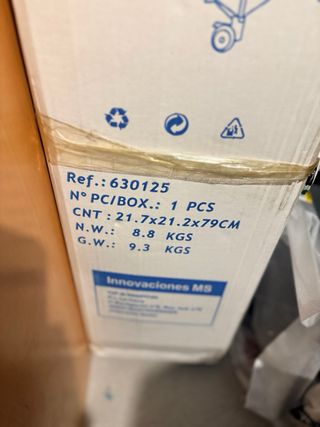 Ref.:630125
Nº PC/BOX.: 1 PCS
CNT : 21.7x21.2x79CM
N.W.: 8.8 KGS
G.W.: 9.3 KGS
Innovaciones MS